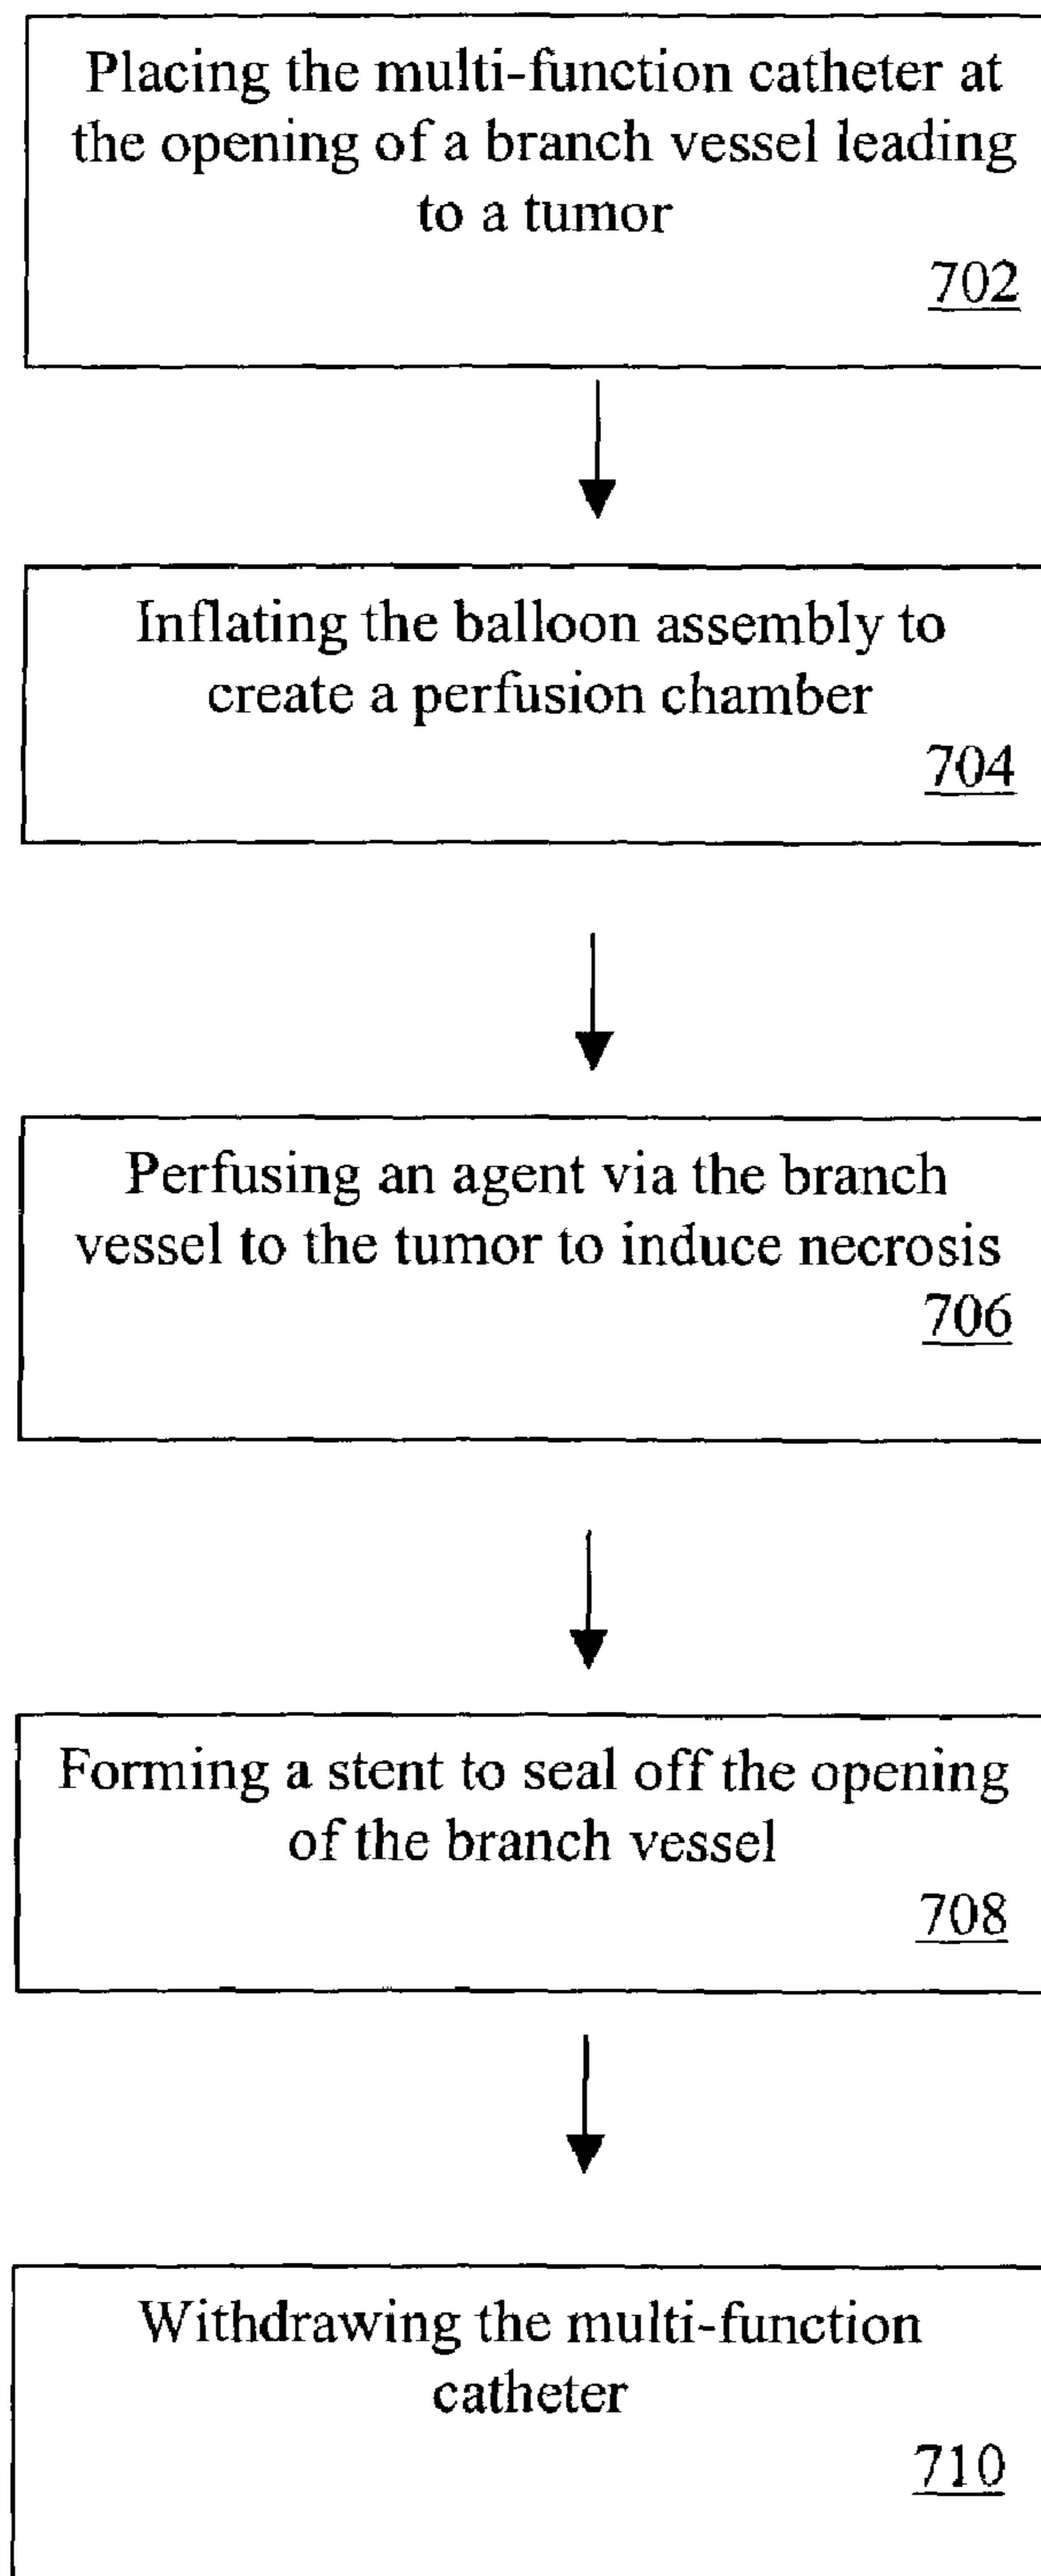 Placing the multi-function catheter at
the opening of a branch vessel leading
to a tumor
702
Inflating the balloon assembly to
create a perfusion chamber
704
Perfusing an agent via the branch
vessel to the tumor to induce necrosis
706
Forming a stent to seal off the opening
of the branch vessel
708
Withdrawing the multi-function
catheter
710